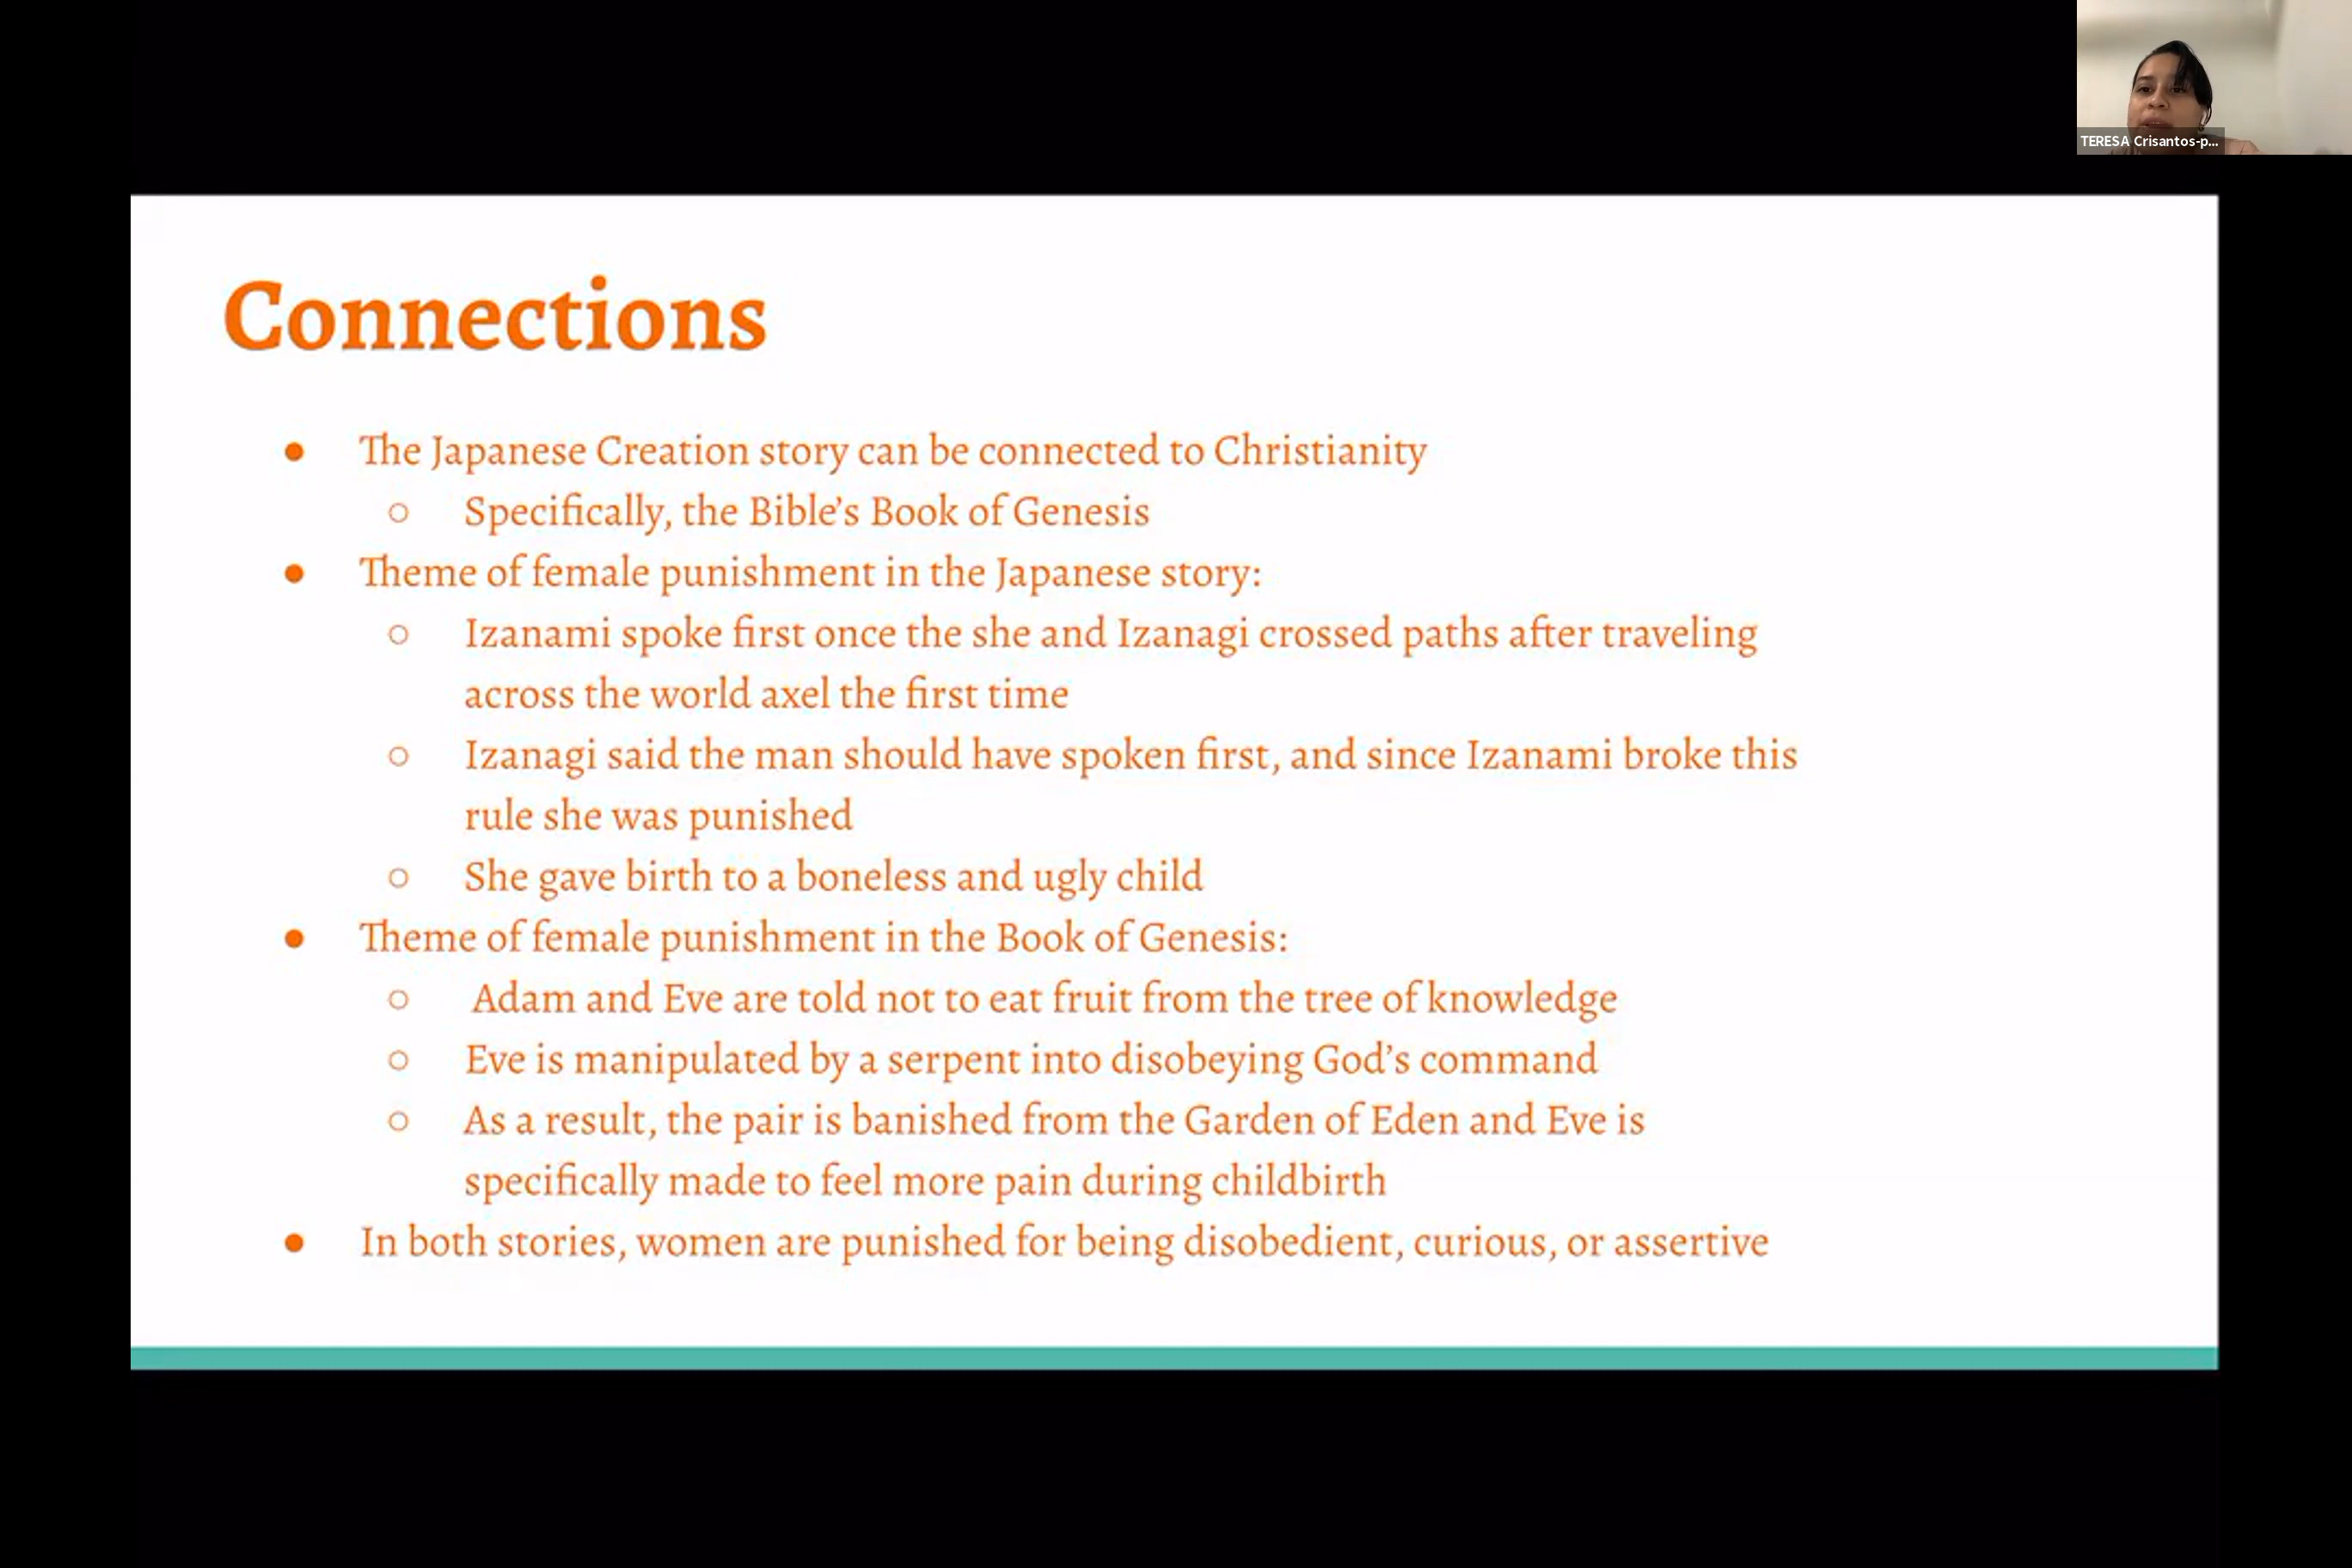 TERESA Crisantos-p...
Connections
● The Japanese Creation story can be connected to Christianity
○ Specifically, the Bible's Book of Genesis
● Theme of female punishment in the Japanese story:
○ Izanami spoke first once the she and Izanagi crossed paths after traveling
across the world axel the first time
○ Izanagi said the man should have spoken first, and since Izanami broke this
rule she was punished
○ She gave birth to a boneless and ugly child
● Theme of female punishment in the Book of Genesis:
○ Adam and Eve are told not to eat fruit from the tree of knowledge
○ Eve is manipulated by a serpent into disobeying God's command
○ As a result, the pair is banished from the Garden of Eden and Eve is
specifically made to feel more pain during childbirth
● In both stories, women are punished for being disobedient, curious, or assertive